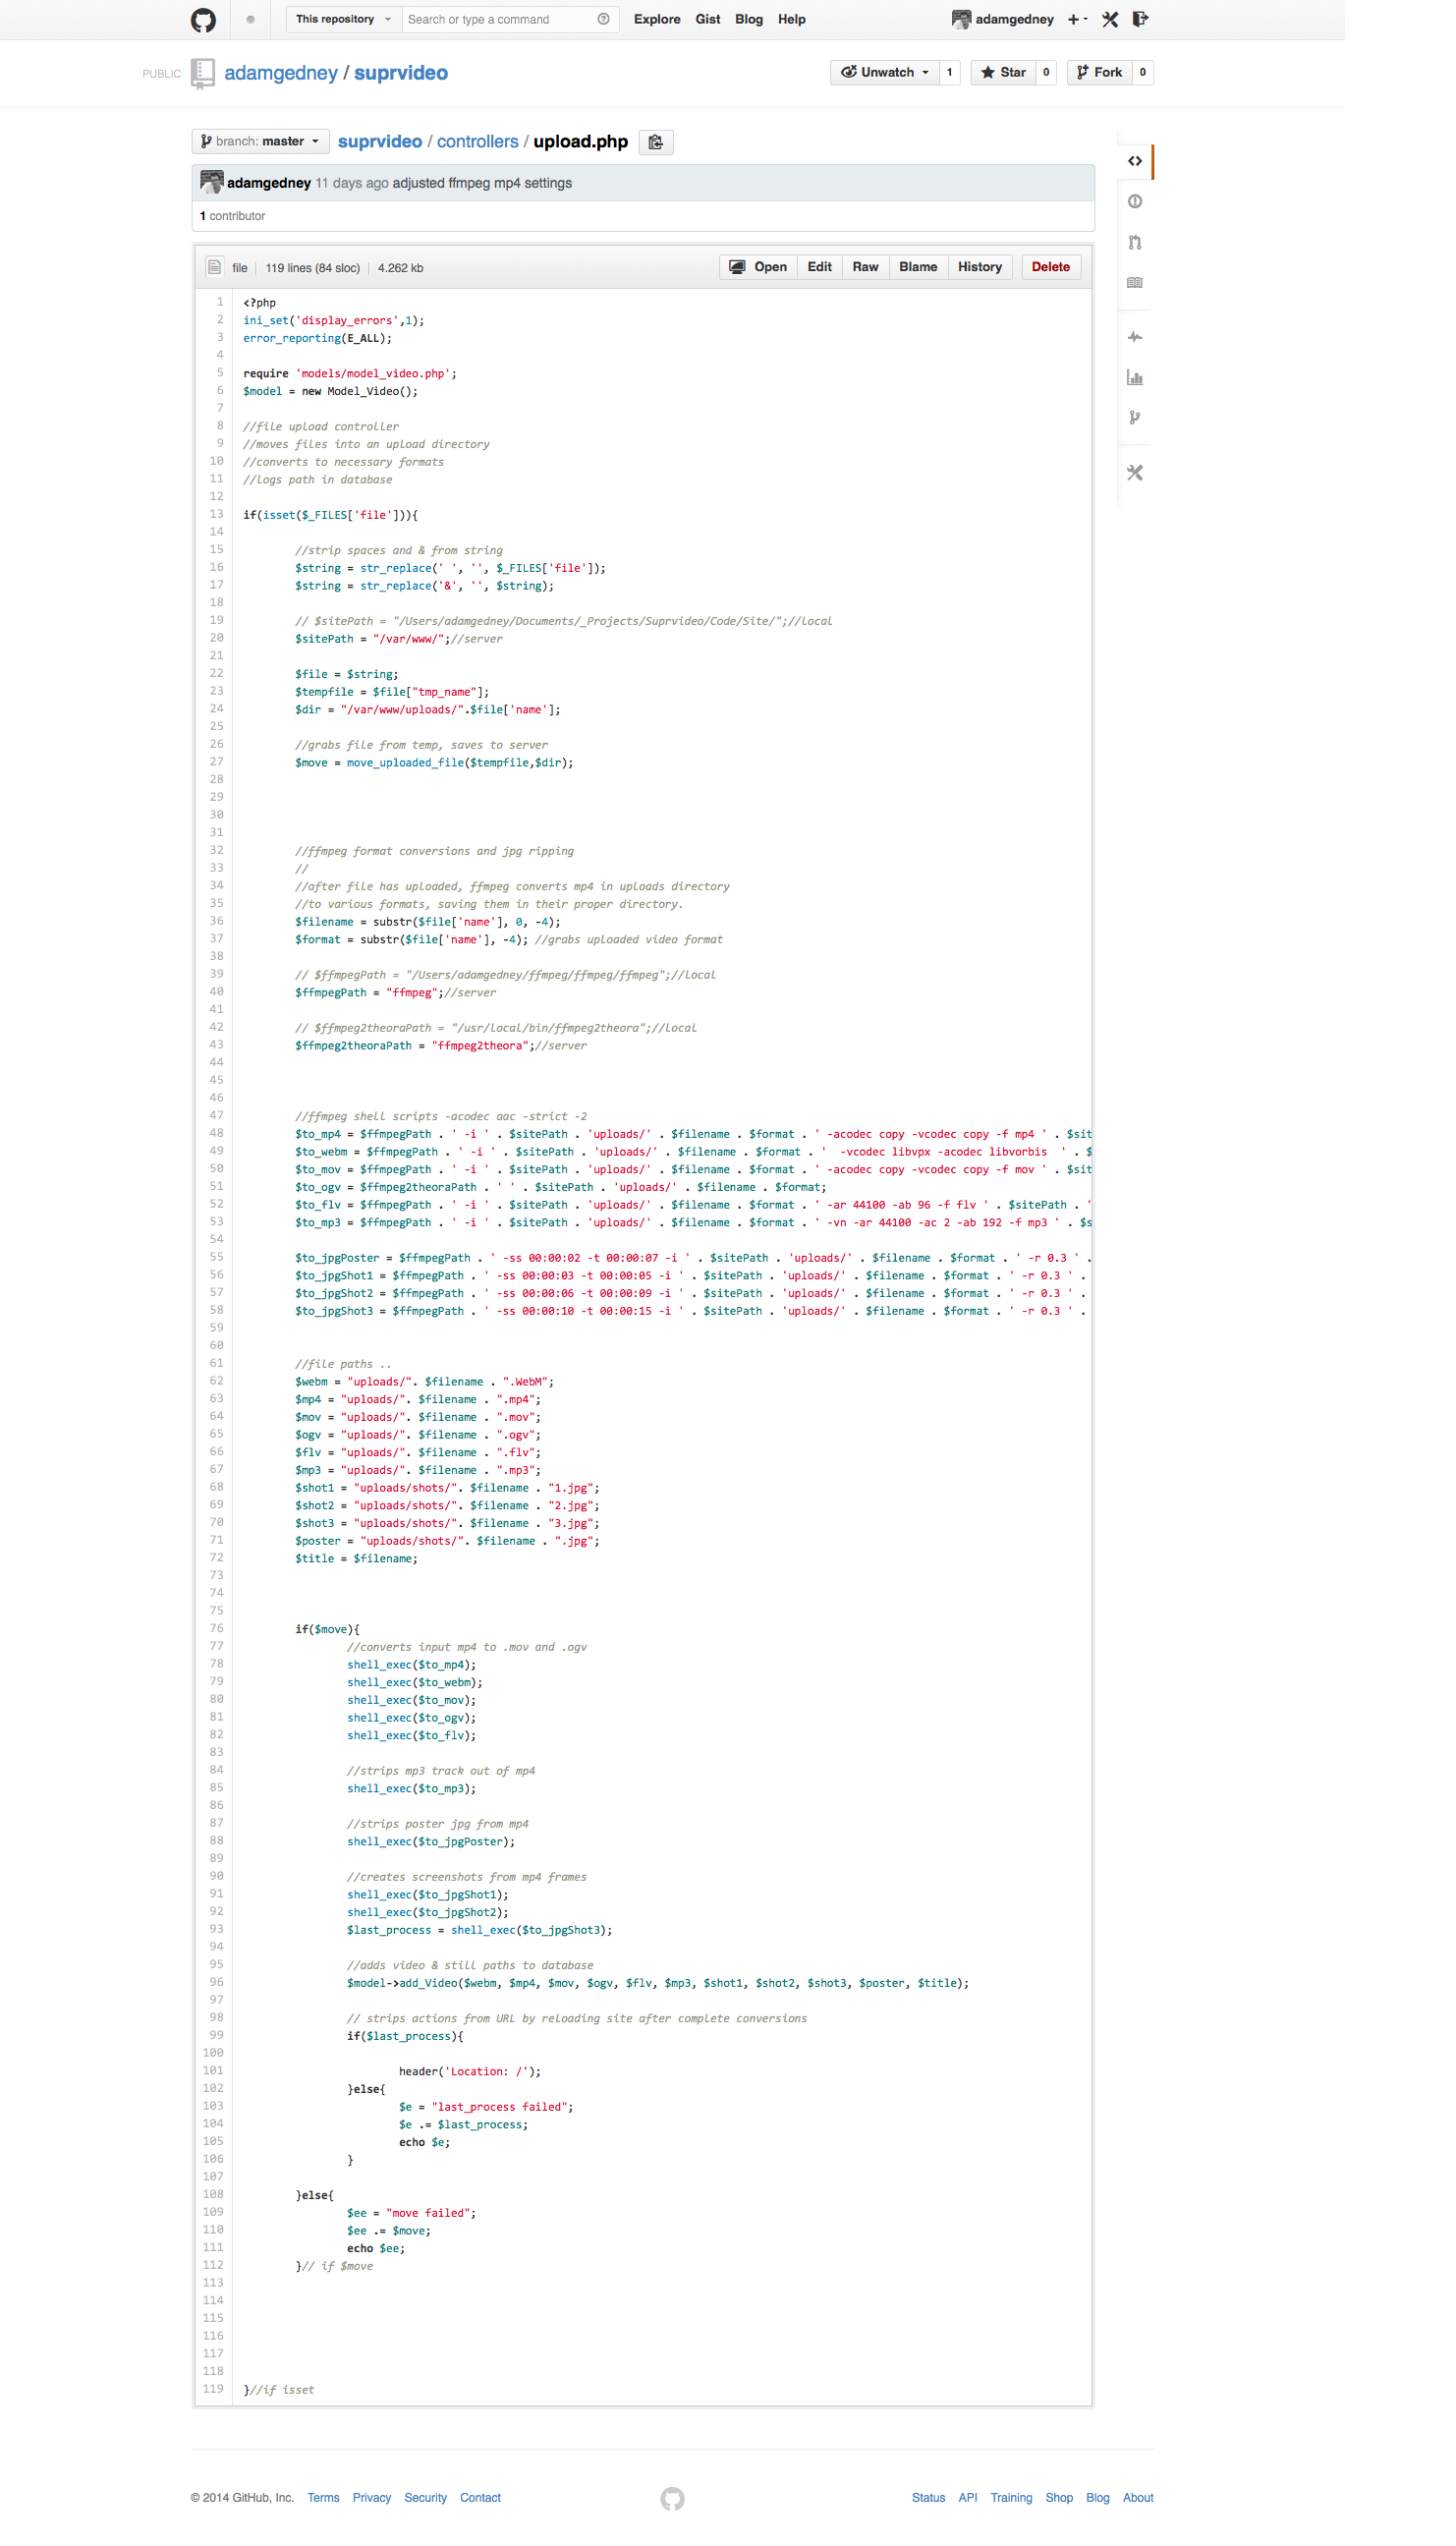 This repository Search or type a command Explore Gist Blog Help adamgedney
PUBLIC adamgedney / suprvideo Unwatch 1 Star 0 Fork 0
branch: master suprvideo / controllers / upload.php
adamgedney 11 days ago adjusted ffmpeg mp4 settings
1 contributor
file 119 lines (84 sloc) 4.262 kb Open Edit Raw Blame History Delete
1 <?php
2 ini_set('display_errors',1);
3 error_reporting(E_ALL);
4
5 require 'models/model_video.php';
6 $model = new Model_Video();
7
8 //file upload controller
9 //moves files into an upload directory
10 //converts to necessary formats
11 //logs path in database
12
13 if(isset($_FILES['file'])){
14
15 //strip spaces and & from string
16 $string = str_replace(' ', '', $_FILES['file']);
17 $string = str_replace('&', '', $string);
18
19 // $sitePath = "/Users/adamgedney/Documents/_Projects/Suprvideo/Code/Site/";//local
20 $sitePath = "/var/www/";//server
21
22 $file = $string;
23 $tempfile = $file["tmp_name"];
24 $dir = "/var/www/uploads/".$file['name'];
25
26 //grabs file from temp, saves to server
27 $move = move_uploaded_file($tempfile,$dir);
28
29
30
31
32 //ffmpeg format conversions and jpg ripping
33 //
34 //after file has uploaded, ffmpeg converts mp4 in uploads directory
35 //to various formats, saving them in their proper directory.
36 $filename = substr($file['name'], 0, -4);
37 $format = substr($file['name'], -4); //grabs uploaded video format
38
39 // $ffmpegPath = "/Users/adamgedney/ffmpeg/ffmpeg/ffmpeg";//local
40 $ffmpegPath = "ffmpeg";//server
41
42 // $ffmpeg2theoraPath = "/usr/local/bin/ffmpeg2theora";//local
43 $ffmpeg2theoraPath = "ffmpeg2theora";//server
44
45
46
47 //ffmpeg shell scripts -acodec aac -strict -2
48 $to_mp4 = $ffmpegPath . ' -i ' . $sitePath . 'uploads/' . $filename . $format . ' -acodec copy -vcodec copy -f mp4 ' . $sit
49 $to_webm = $ffmpegPath . ' -i ' . $sitePath . 'uploads/' . $filename . $format . '  -vcodec libvpx -acodec libvorbis  ' . $
50 $to_mov = $ffmpegPath . ' -i ' . $sitePath . 'uploads/' . $filename . $format . ' -acodec copy -vcodec copy -f mov ' . $sit
51 $to_ogv = $ffmpeg2theoraPath . ' ' . $sitePath . 'uploads/' . $filename . $format;
52 $to_flv = $ffmpegPath . ' -i ' . $sitePath . 'uploads/' . $filename . $format . ' -ar 44100 -ab 96 -f flv ' . $sitePath . '
53 $to_mp3 = $ffmpegPath . ' -i ' . $sitePath . 'uploads/' . $filename . $format . ' -vn -ar 44100 -ac 2 -ab 192 -f mp3 ' . $s
54
55 $to_jpgPoster = $ffmpegPath . ' -ss 00:00:02 -t 00:00:07 -i ' . $sitePath . 'uploads/' . $filename . $format . ' -r 0.3 ' .
56 $to_jpgShot1 = $ffmpegPath . ' -ss 00:00:03 -t 00:00:05 -i ' . $sitePath . 'uploads/' . $filename . $format . ' -r 0.3 ' .
57 $to_jpgShot2 = $ffmpegPath . ' -ss 00:00:06 -t 00:00:09 -i ' . $sitePath . 'uploads/' . $filename . $format . ' -r 0.3 ' .
58 $to_jpgShot3 = $ffmpegPath . ' -ss 00:00:10 -t 00:00:15 -i ' . $sitePath . 'uploads/' . $filename . $format . ' -r 0.3 ' .
59
60
61 //file paths ..
62 $webm = "uploads/". $filename . ".WebM";
63 $mp4 = "uploads/". $filename . ".mp4";
64 $mov = "uploads/". $filename . ".mov";
65 $ogv = "uploads/". $filename . ".ogv";
66 $flv = "uploads/". $filename . ".flv";
67 $mp3 = "uploads/". $filename . ".mp3";
68 $shot1 = "uploads/shots/". $filename . "1.jpg";
69 $shot2 = "uploads/shots/". $filename . "2.jpg";
70 $shot3 = "uploads/shots/". $filename . "3.jpg";
71 $poster = "uploads/shots/". $filename . ".jpg";
72 $title = $filename;
73
74
75
76 if($move){
77 //converts input mp4 to .mov and .ogv
78 shell_exec($to_mp4);
79 shell_exec($to_webm);
80 shell_exec($to_mov);
81 shell_exec($to_ogv);
82 shell_exec($to_flv);
83
84 //strips mp3 track out of mp4
85 shell_exec($to_mp3);
86
87 //strips poster jpg from mp4
88 shell_exec($to_jpgPoster);
89
90 //creates screenshots from mp4 frames
91 shell_exec($to_jpgShot1);
92 shell_exec($to_jpgShot2);
93 $last_process = shell_exec($to_jpgShot3);
94
95 //adds video & still paths to database
96 $model->add_Video($webm, $mp4, $mov, $ogv, $flv, $mp3, $shot1, $shot2, $shot3, $poster, $title);
97
98 // strips actions from URL by reloading site after complete conversions
99 if($last_process){
100
101 header('Location: /');
102 }else{
103 $e = "last_process failed";
104 $e .= $last_process;
105 echo $e;
106 }
107
108 }else{
109 $ee = "move failed";
110 $ee .= $move;
111 echo $ee;
112 }// if $move
113
114
115
116
117
118
119 }//if isset
© 2014 GitHub, Inc. Terms Privacy Security Contact Status API Training Shop Blog About